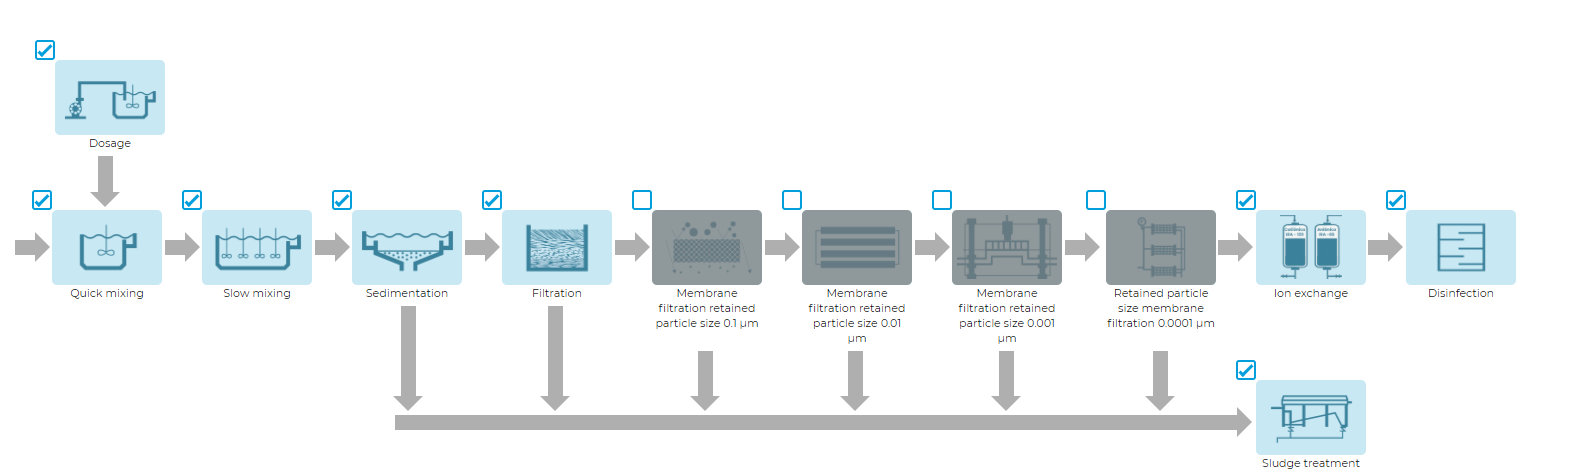 Dosage
Quick mixing
Slow mixing
Sedimentation
Filtration
Membrane
filtration retained
particle size 0.1 µm
Membrane
filtration retained
particle size 0.01
µm
Membrane
filtration retained
particle size 0.001
µm
Retained particle
size membrane
filtration 0.0001 µm
Ion exchange
Disinfection
Sludge treatment